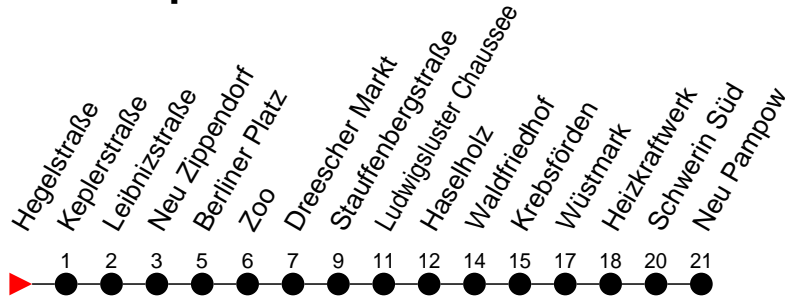 Hegelstraße
Keplerstraße
Leibnizstraße
Neu Zippendorf
Berliner Platz
Zoo
Dreescher Markt
Stauffenbergstraße
Ludwigsluster Chaussee
Haselholz
Waldfriedhof
Krebsförden
Wüstmark
Heizkraftwerk
Schwerin Süd
Neu Pampow
1 2 3 5 6 7 9 11 12 14 15 17 18 20 21